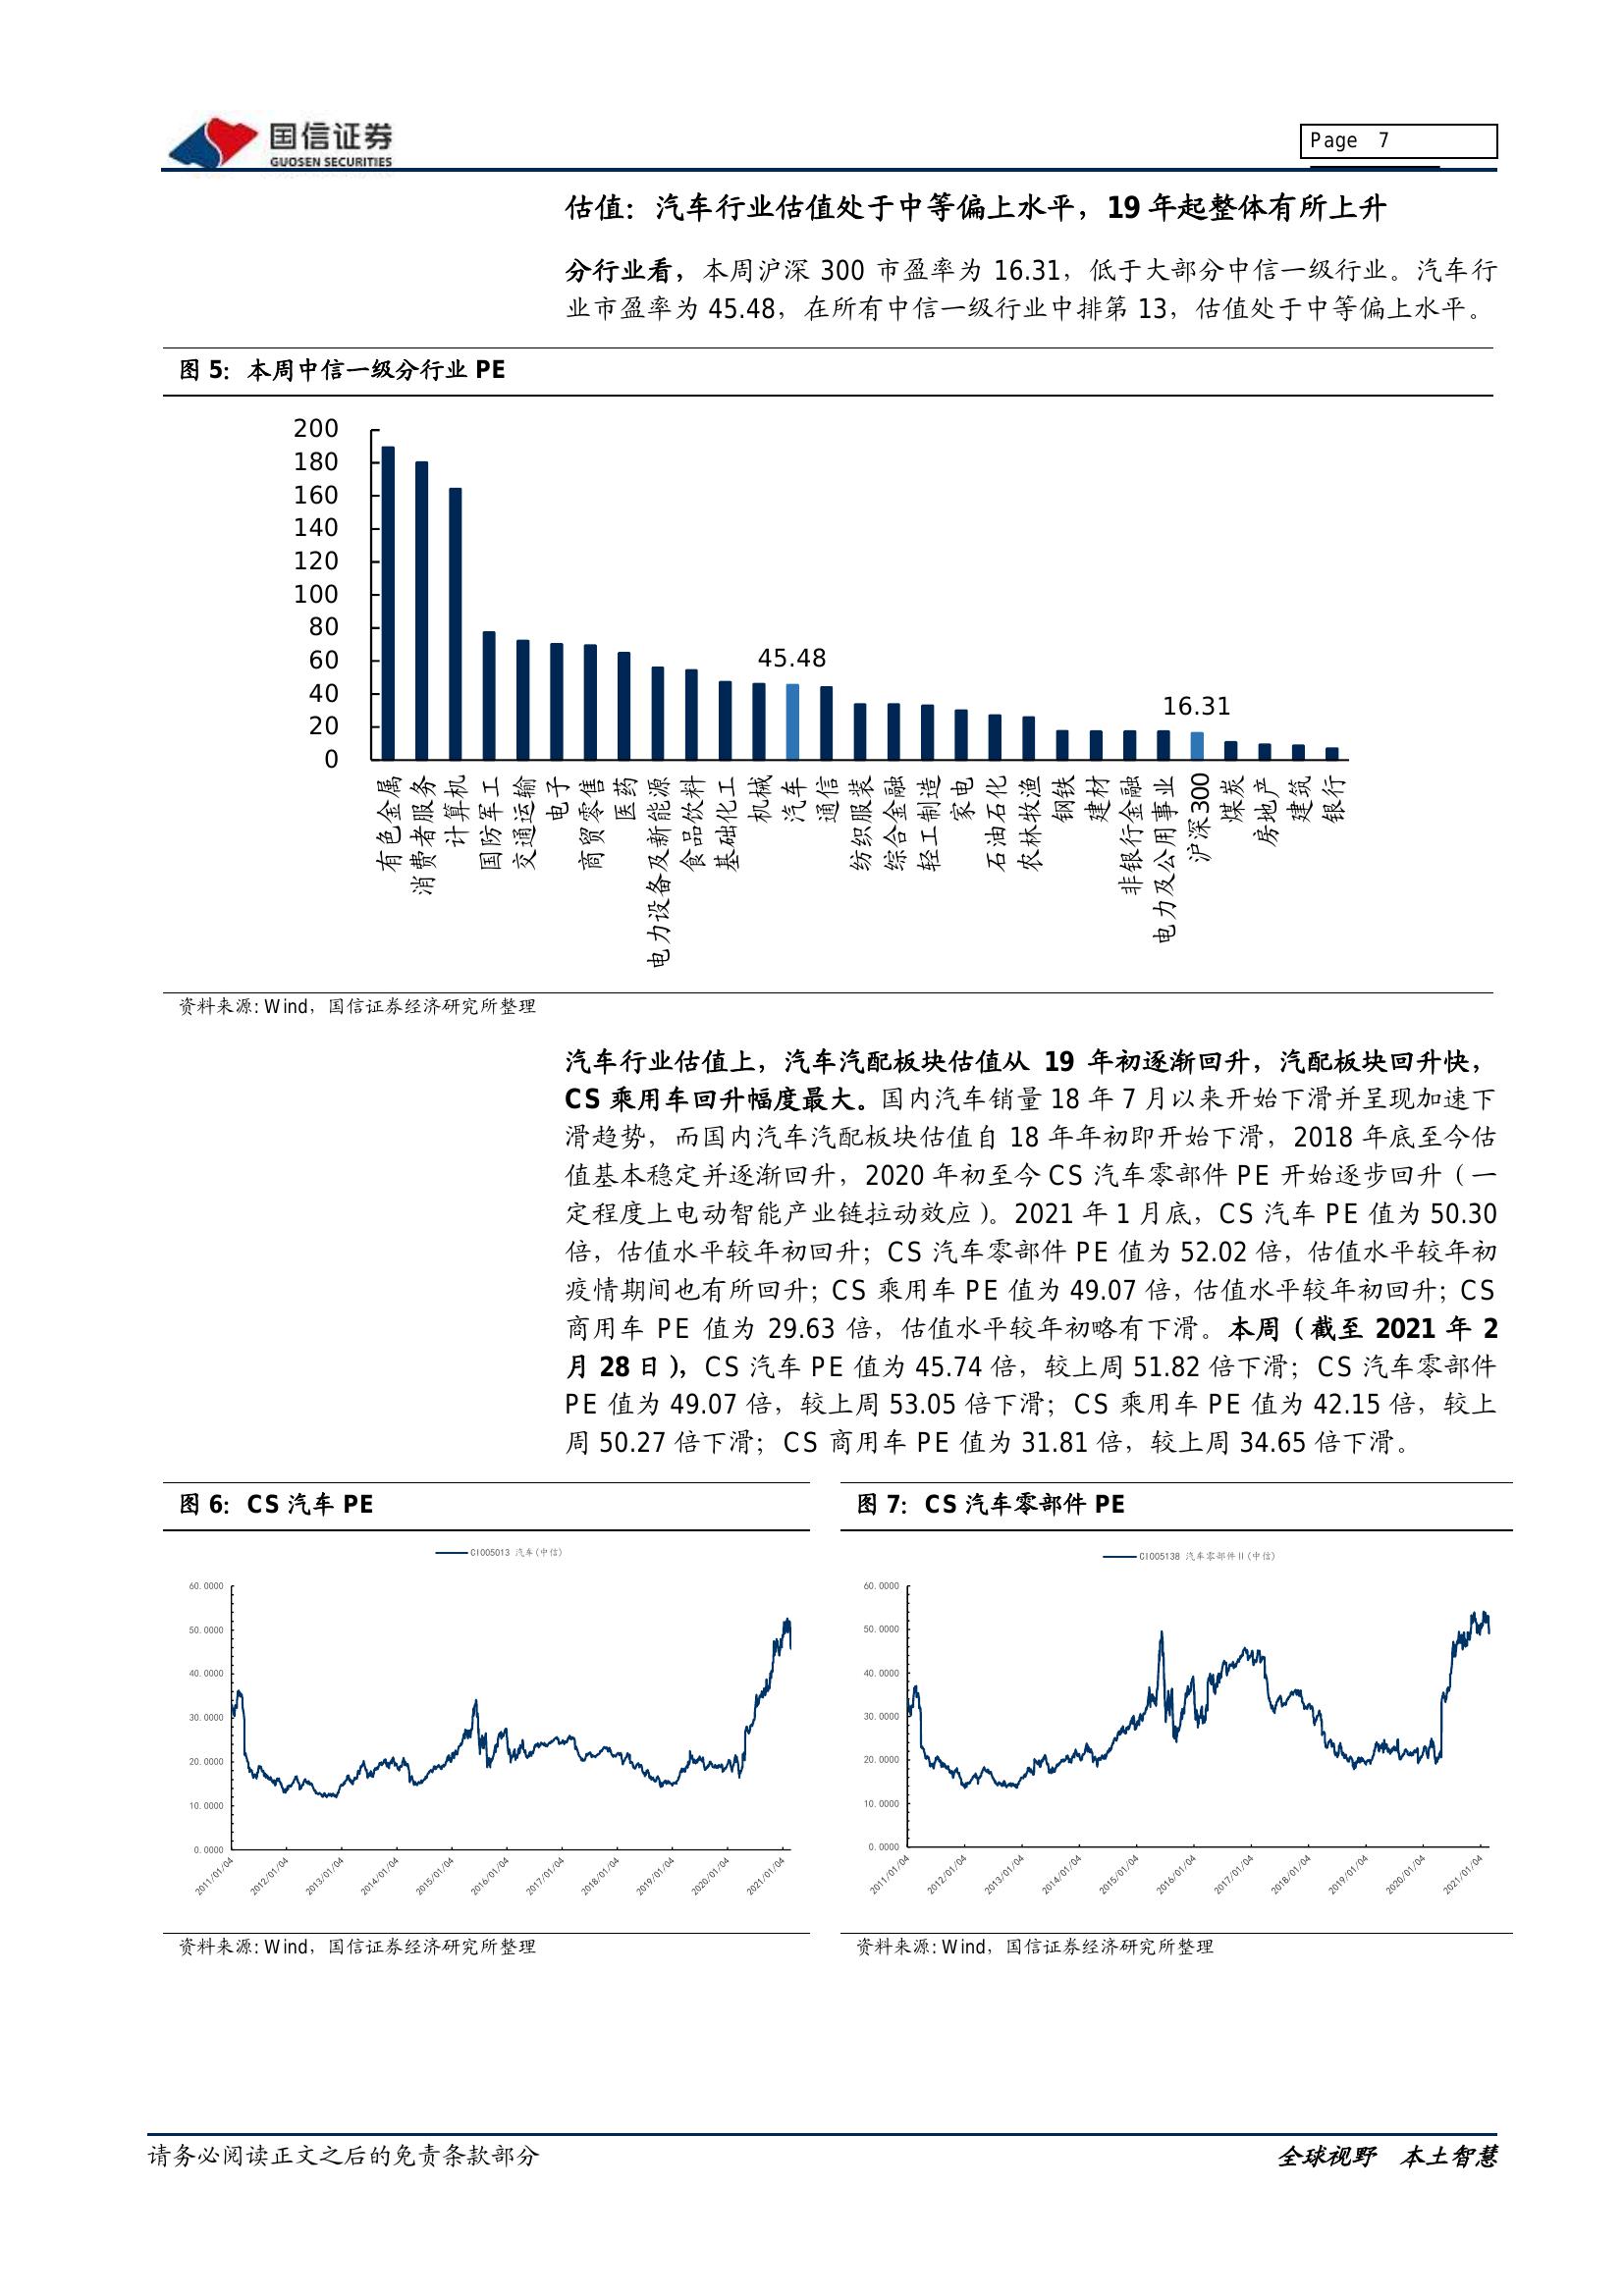 国信证券
GUOSEN SECURITIES
Page 7
估值：汽车行业估值处于中等偏上水平，19 年起整体有所上升
分行业看，本周沪深 300 市盈率为 16.31，低于大部分中信一级行业。汽车行
业市盈率为 45.48，在所有中信一级行业中排第 13，估值处于中等偏上水平。
图 5：本周中信一级分行业 PE
200
180
160
140
120
100
80
60
40
20
0
45.48
16.31
有色金属
消费者服务
计算机
国防军工
交通运输
电子
商贸零售
医药
电力设备及新能源
食品饮料
基础化工
机械
汽车
通信
纺织服装
综合金融
轻工制造
家电
石油石化
农林牧渔
钢铁
建材
非银行金融
电力及公用事业
沪深300
煤炭
房地产
建筑
银行
资料来源: Wind，国信证券经济研究所整理
汽车行业估值上，汽车汽配板块估值从 19 年初逐渐回升，汽配板块回升快，
CS 乘用车回升幅度最大。国内汽车销量 18 年 7 月以来开始下滑并呈现加速下
滑趋势，而国内汽车汽配板块估值自 18 年年初即开始下滑，2018 年底至今估
值基本稳定并逐渐回升，2020 年初至今 CS 汽车零部件 PE 开始逐步回升（一
定程度上电动智能产业链拉动效应）。2021 年 1 月底，CS 汽车 PE 值为 50.30
倍，估值水平较年初回升；CS 汽车零部件 PE 值为 52.02 倍，估值水平较年初
疫情期间也有所回升；CS 乘用车 PE 值为 49.07 倍，估值水平较年初回升；CS
商用车 PE 值为 29.63 倍，估值水平较年初略有下滑。本周（截至 2021 年 2
月 28 日），CS 汽车 PE 值为 45.74 倍，较上周 51.82 倍下滑；CS 汽车零部件
PE 值为 49.07 倍，较上周 53.05 倍下滑；CS 乘用车 PE 值为 42.15 倍，较上
周 50.27 倍下滑；CS 商用车 PE 值为 31.81 倍，较上周 34.65 倍下滑。
图 6：CS 汽车 PE
CI005013 汽车(中信)
60.0000
50.0000
40.0000
30.0000
20.0000
10.0000
0.0000
2011/01/04
2012/01/04
2013/01/04
2014/01/04
2015/01/04
2016/01/04
2017/01/04
2018/01/04
2019/01/04
2020/01/04
2021/01/04
资料来源: Wind，国信证券经济研究所整理
图 7：CS 汽车零部件 PE
CI005138 汽车零部件Ⅱ(中信)
60.0000
50.0000
40.0000
30.0000
20.0000
10.0000
0.0000
2011/01/04
2012/01/04
2013/01/04
2014/01/04
2015/01/04
2016/01/04
2017/01/04
2018/01/04
2019/01/04
2020/01/04
2021/01/04
资料来源: Wind，国信证券经济研究所整理
请务必阅读正文之后的免责条款部分
全球视野 本土智慧